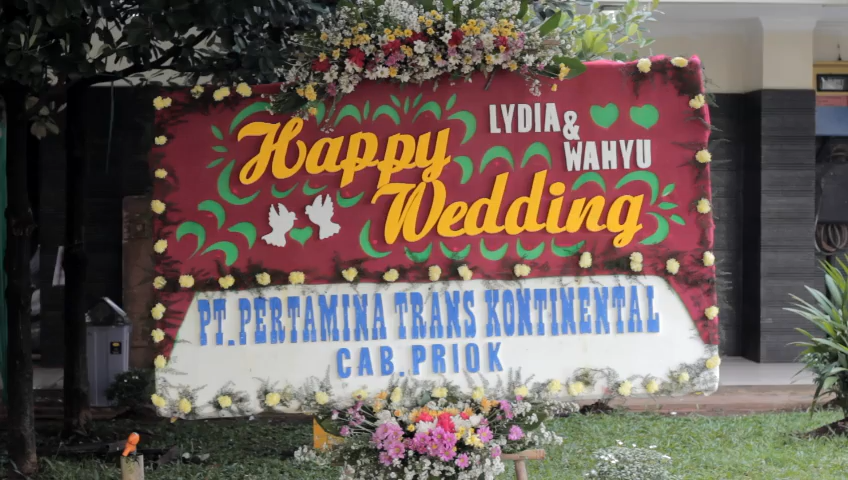 LYDIA &
WAHYU
Happy
Wedding
PT.PERTAMINA TRANS KONTINENTAL
CAB.PRIOK